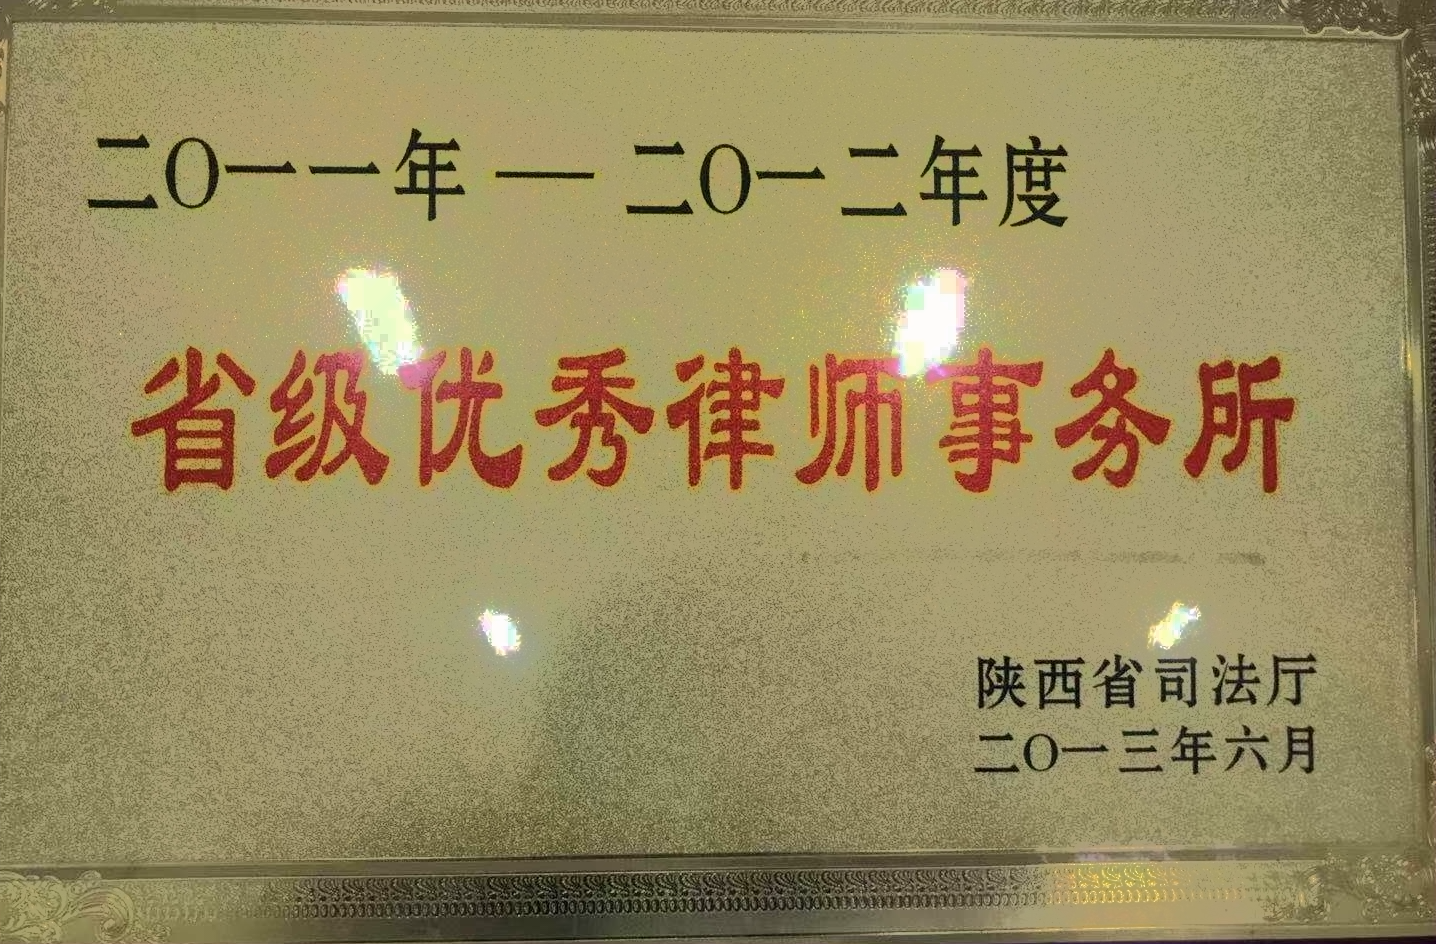 二〇一一年—二〇一二年度
省级优秀律师事务所
陕西省司法厅
二〇一三年六月